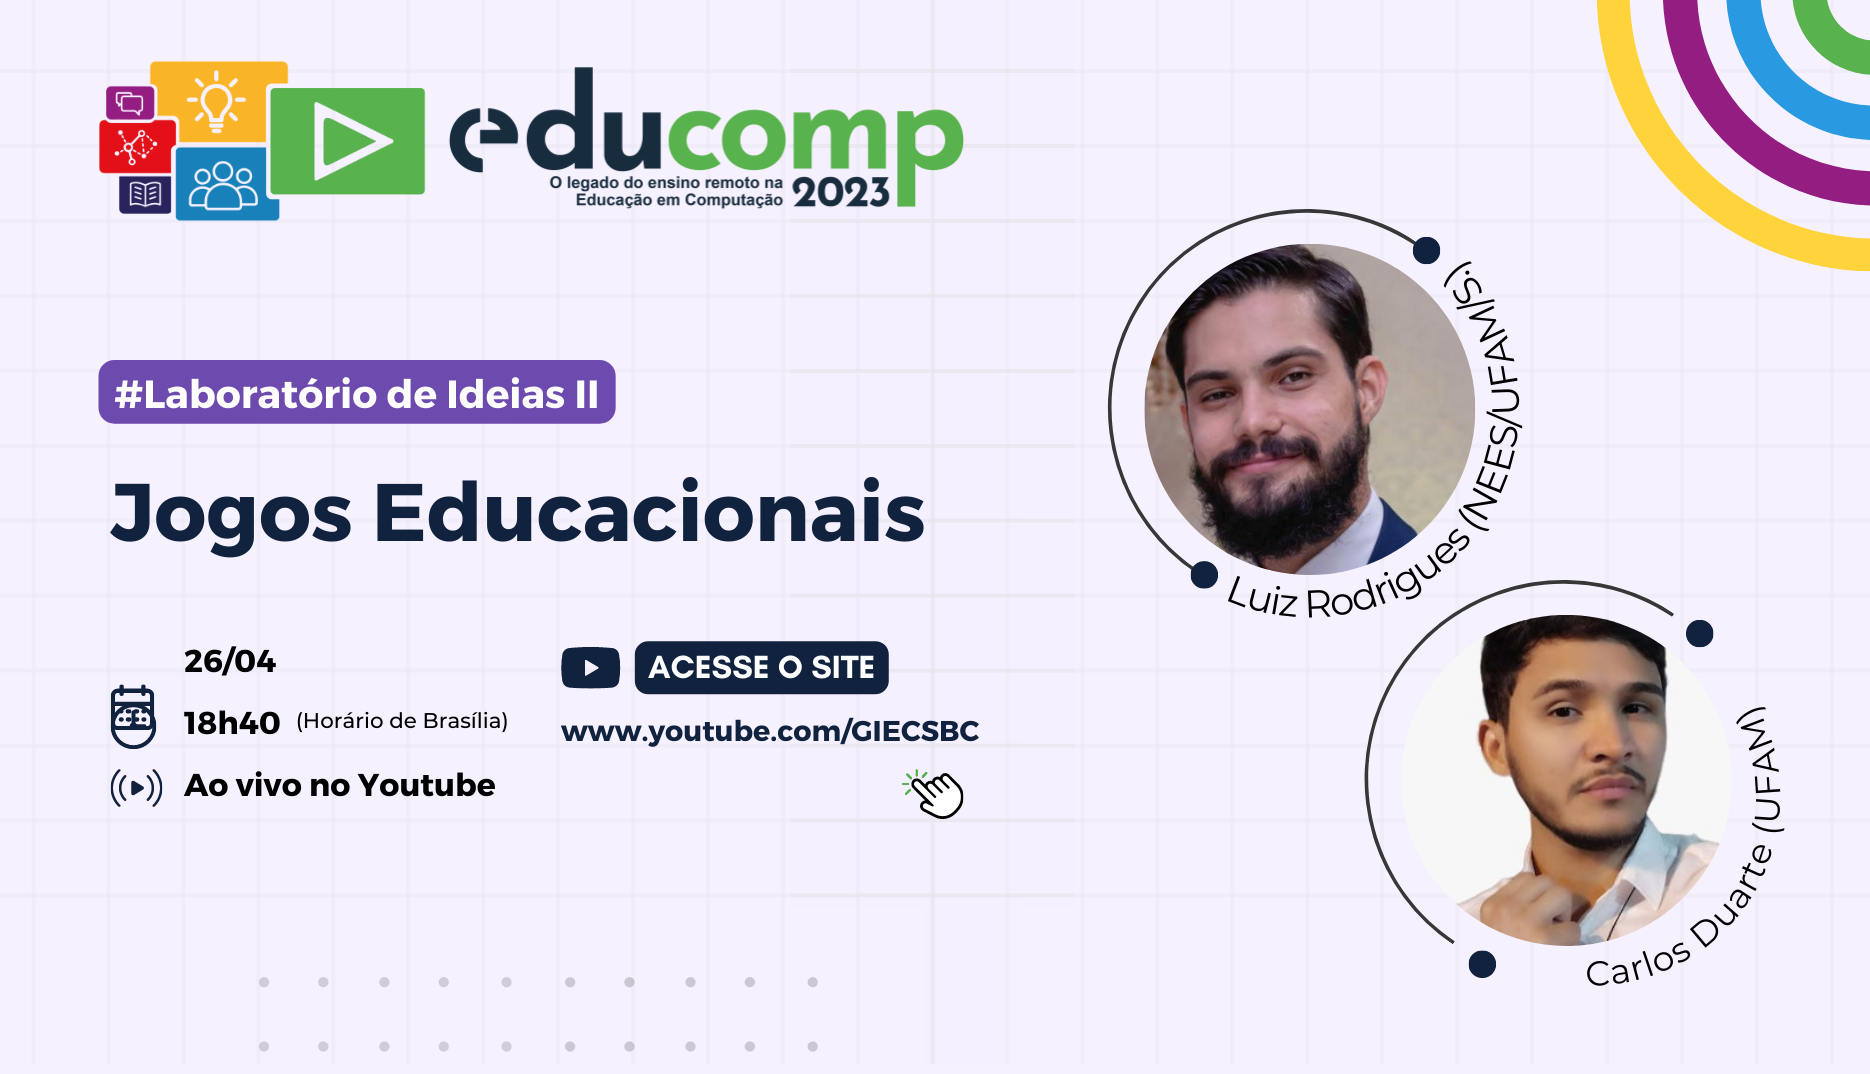 educomp
O legado do ensino remoto na
Educação em Computação
2023
#Laboratório de Ideias II
Jogos Educacionais
26/04
18h40 (Horário de Brasília)
Ao vivo no Youtube
ACESSE O SITE
www.youtube.com/GIECSBC
Luiz Rodrigues (NEES/UFAM/S.)
Carlos Duarte (UFAM)